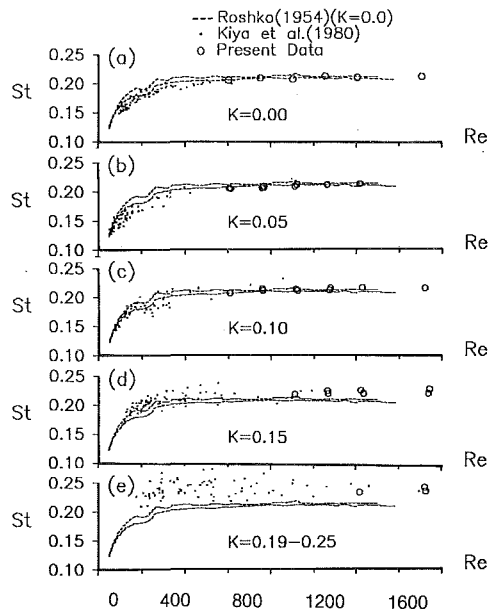 Roshko(1954)(K=0.0)
Kiya et al.(1980)
Present Data
(a)
0.25
0.20
St
0.15
0.10
K=0.00
Re
(b)
0.25
0.20
St
0.15
0.10
K=0.05
Re
(c)
0.25
0.20
St
0.15
0.10
K=0.10
Re
(d)
0.25
0.20
St
0.15
0.10
K=0.15
Re
(e)
0.25
0.20
St
0.15
0.10
K=0.19-0.25
Re
0 400 800 1200 1600